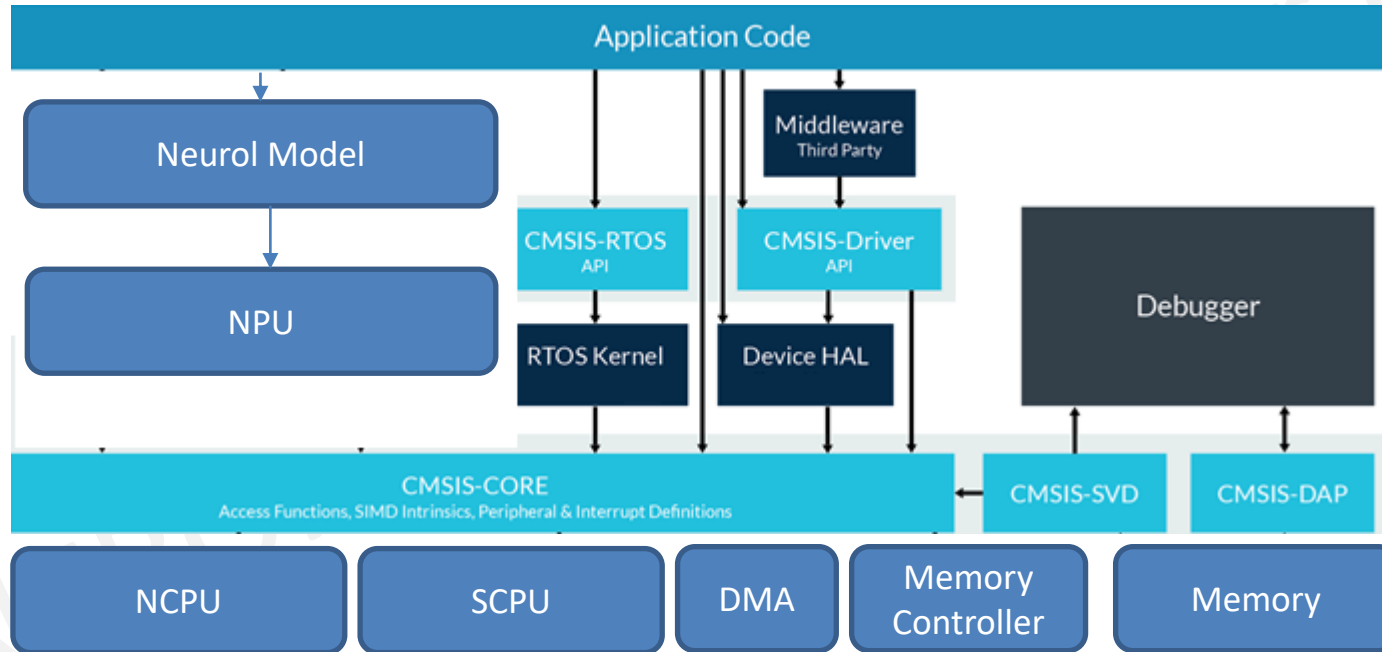 Application Code
Neurol Model
Middleware
Third Party
CMSIS-RTOS
API
CMSIS-Driver
API
NPU
Debugger
RTOS Kernel
Device HAL
CMSIS-CORE
Access Functions, SIMD Intrinsics, Peripheral & Interrupt Definitions
CMSIS-SVD
CMSIS-DAP
NCPU
SCPU
DMA
Memory
Controller
Memory